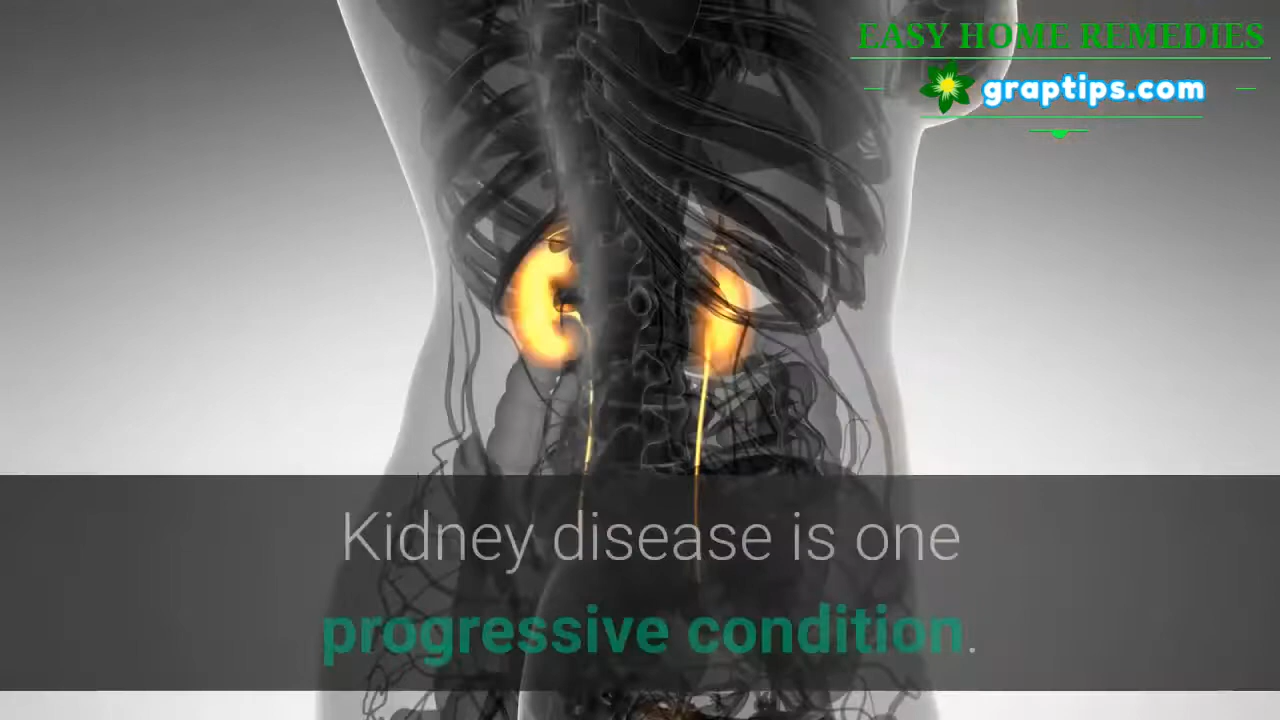 EASY HOME REMEDIES
graptips.com
Kidney disease is one
progressive condition.